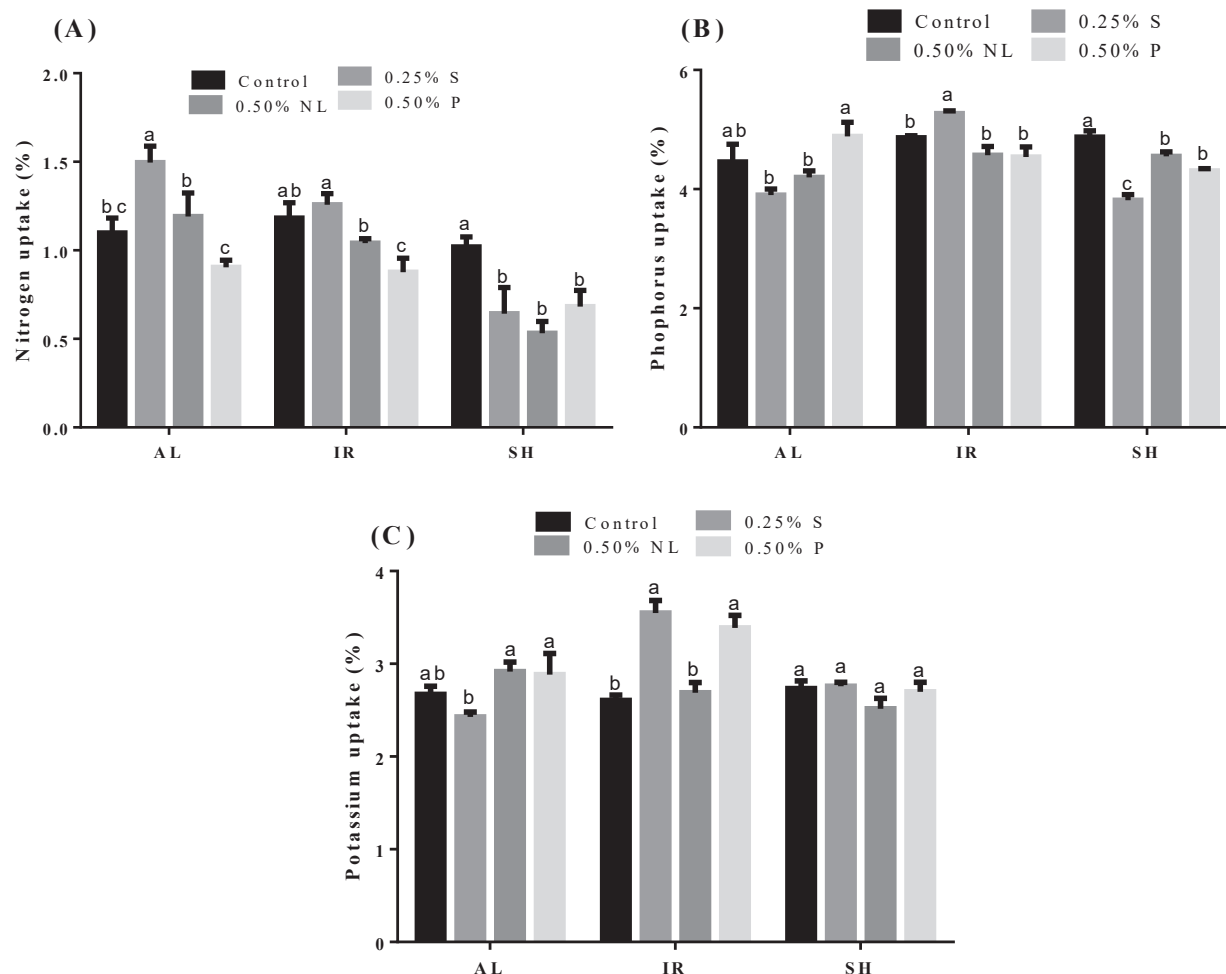 (A)
Control
0.25% S
0.50% NL
0.50% P
Nitrogen uptake (%)
2.0
1.5
1.0
0.5
0.0
bc
a
b
c
ab
a
b
c
a
b
b
b
AL
IR
SH
(B)
Control
0.25% S
0.50% NL
0.50% P
Phophorus uptake (%)
6
4
2
0
ab
b
b
a
b
a
b
b
a
c
b
b
AL
IR
SH
(C)
Control
0.25% S
0.50% NL
0.50% P
Potassium uptake (%)
4
3
2
1
0
ab
b
a
a
b
a
b
a
a
a
a
a
AL
IR
SH